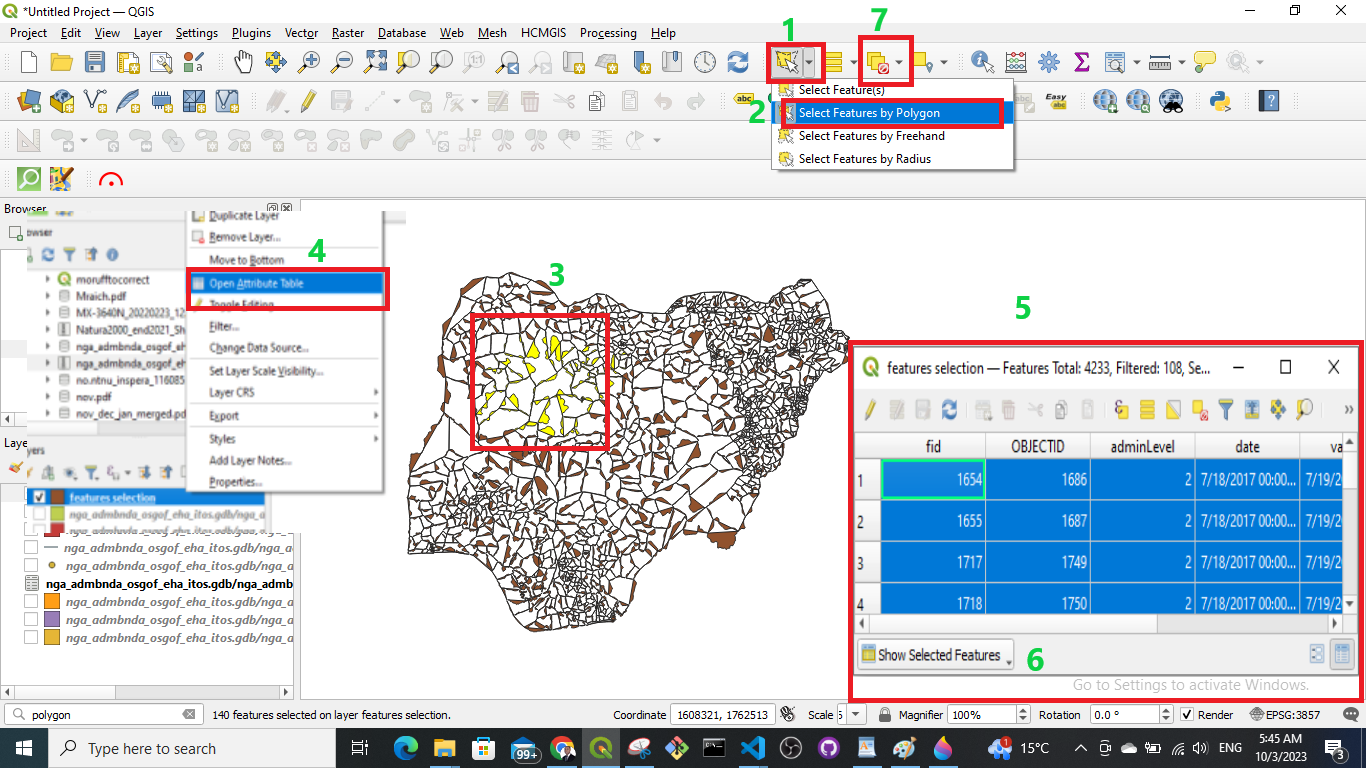 *Untitled Project — QGIS
7
1
Project Edit View Layer Settings Plugins Vector Raster Database Web Mesh HCMGIS Processing Help
Select Feature(s)
2
Select Features by Polygon
Select Features by Freehand
Select Features by Radius
abc
Easy
abc
Browser
Duplicate Layer
Remove Layer...
Move to Bottom
4
Open Attribute Table
Toggle Editing
Filter...
Change Data Source...
Set Layer Scale Visibility...
Layer CRS
Export
Styles
Add Layer Notes...
Properties...
owser
morufftocorrect
Mraich.pdf
MX-3640N_20220223_12
Natura2000_end2021_Sh
nga_admbnda_osgof_eh
nga_admbnda_osgof_eh
no.ntnu_inspera_116085
nov.pdf
nov_dec_jan_merged.pd
Laye
yers
features selection
nga_admbnda_osgof_eha_itos.gdb/nga_a
nga_admbnda_osgof_eha_itos.gdb/nga_a
nga_admbnda_osgof_eha_itos.gdb/nga_a
nga_admbnda_osgof_eha_itos.gdb/nga_a
nga_admbnda_osgof_eha_itos.gdb/nga_admb
nga_admbnda_osgof_eha_itos.gdb/nga_a
nga_admbnda_osgof_eha_itos.gdb/nga_a
nga_admbnda_osgof_eha_itos.gdb/nga_a
3
5
features selection — Features Total: 4233, Filtered: 108, Se...
fid OBJECTID adminLevel date va
1 1654 1686 2 7/18/2017 00:00... 7/19/2
2 1655 1687 2 7/18/2017 00:00... 7/19/2
3 1717 1749 2 7/18/2017 00:00... 7/19/2
4 1718 1750 2 7/18/2017 00:00... 7/19/2
Show Selected Features
6
Go to Settings to activate Windows.
polygon
140 features selected on layer features selection.
Coordinate 1608321, 1762513 Scale Magnifier 100% Rotation 0.0 ° Render EPSG:3857
Type here to search
99+
1
15°C
ENG
5:45 AM
10/3/2023
3